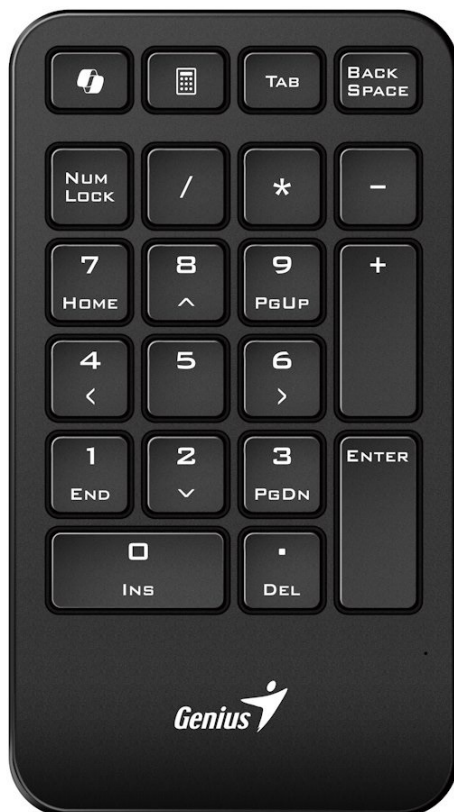 TAB
BACK
SPACE
NUM
LOCK
/
*
-
7
HOME
8
^
9
PGUP
+
4
<
5
6
>
1
END
2
3
PGDN
ENTER
0
INS
.
DEL
Genius